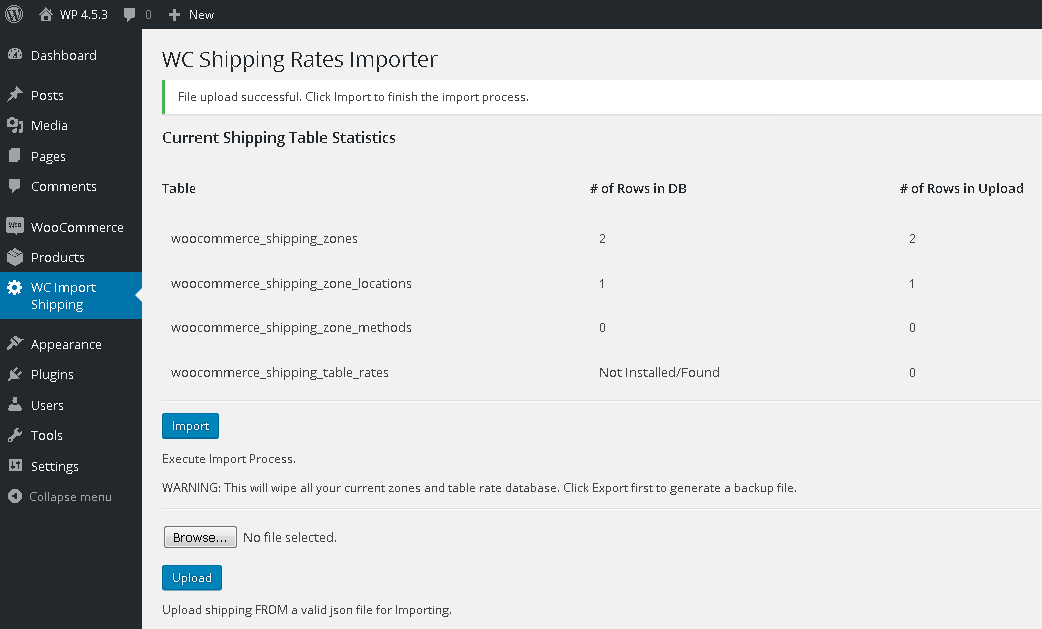 WP 4.5.3 0 New
Dashboard
Posts
Media
Pages
Comments
WooCommerce
Products
WC Import
Shipping
Appearance
Plugins
Users
Tools
Settings
Collapse menu
WC Shipping Rates Importer
File upload successful. Click Import to finish the import process.
Current Shipping Table Statistics
Table # of Rows in DB # of Rows in Upload
woocommerce_shipping_zones 2 2
woocommerce_shipping_zone_locations 1 1
woocommerce_shipping_zone_methods 0 0
woocommerce_shipping_table_rates Not Installed/Found 0
Import
Execute Import Process.
WARNING: This will wipe all your current zones and table rate database. Click Export first to generate a backup file.
Browse... No file selected.
Upload
Upload shipping FROM a valid json file for Importing.